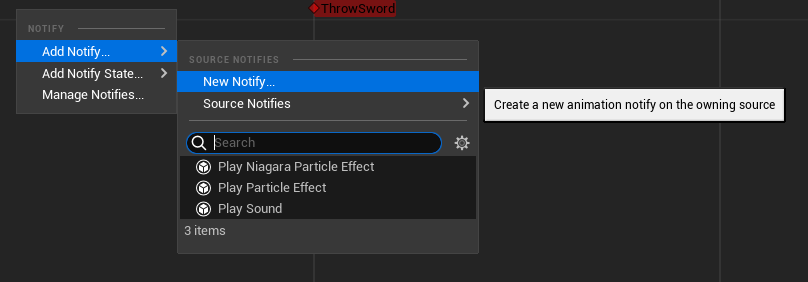 ThrowSword
NOTIFY
Add Notify...
Add Notify State...
Manage Notifies...
SOURCE NOTIFIES
New Notify...
Source Notifies
Create a new animation notify on the owning source
Search
Play Niagara Particle Effect
Play Particle Effect
Play Sound
3 items